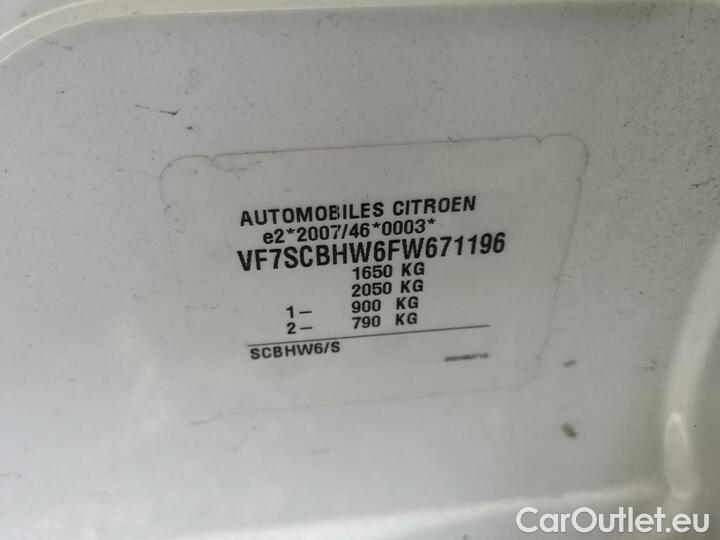 AUTOMOBILES CITROEN
e2*2007/46*0003*
VF7SCBHW6FW671196
1650 KG
2050 KG
1- 900 KG
2- 790 KG
SCBHW6/S
CarOutlet.eu